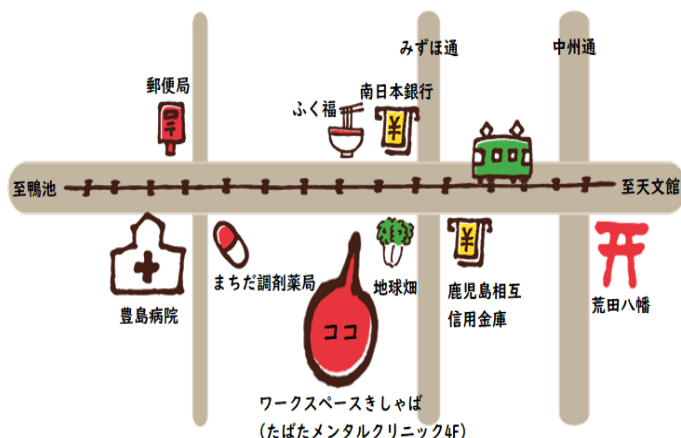 みずほ通
中州通
郵便局
ふく福
南日本銀行
¥
至鴨池
至天文館
まちだ調剤薬局
地球畑
¥
鹿児島相互
信用金庫
豊島病院
荒田八幡
ココ
ワークスペースきしゃば
(たばたメンタルクリニック4F)